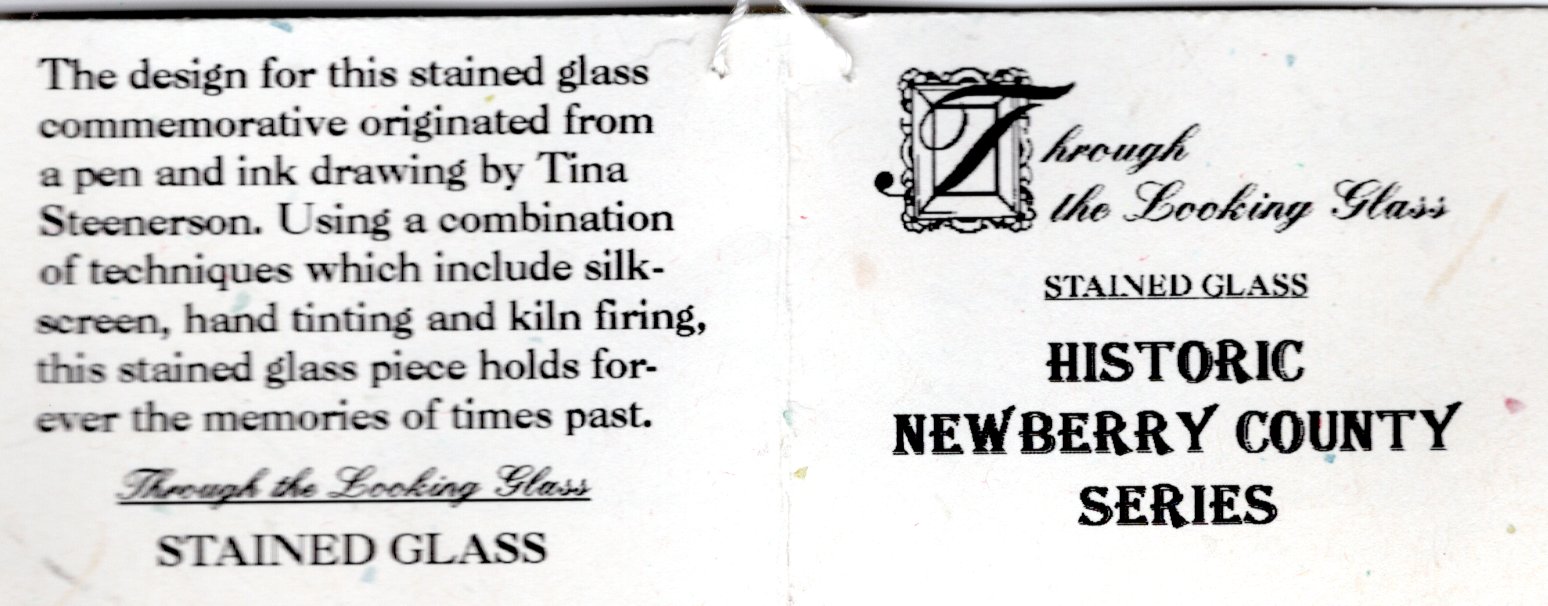 The design for this stained glass
commemorative originated from
a pen and ink drawing by Tina
Steenerson. Using a combination
of techniques which include silk-
screen, hand tinting and kiln firing,
this stained glass piece holds for-
ever the memories of times past.
Through the Looking Glass
STAINED GLASS
Through
the Looking Glass
STAINED GLASS
HISTORIC
NEWBERRY COUNTY
SERIES